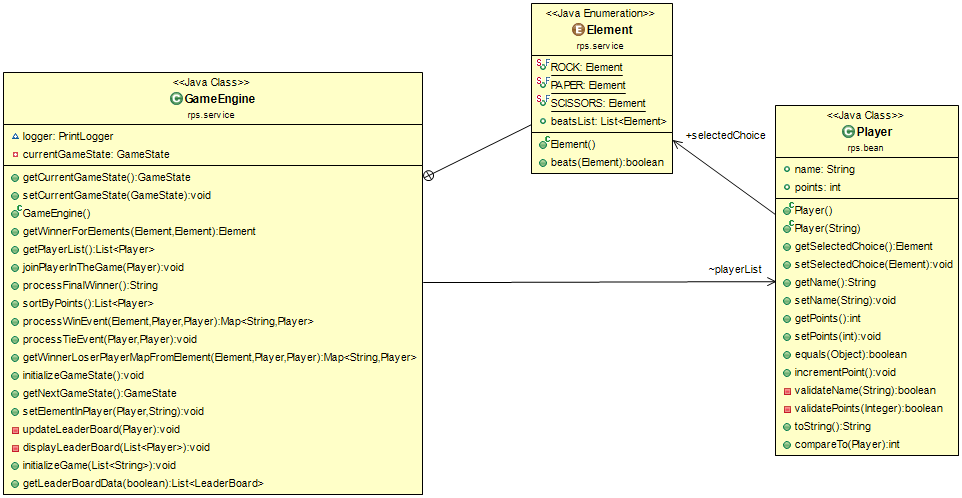 <<Java Class>>
GameEngine
rps.service
logger: PrintLogger
currentGameState: GameState
getCurrentGameState():GameState
setCurrentGameState(GameState):void
GameEngine()
getWinnerForElements(Element,Element):Element
getPlayerList():List<Player>
joinPlayerInTheGame(Player):void
processFinalWinner():String
sortByPoints():List<Player>
processWinEvent(Element,Player,Player):Map<String,Player>
processTieEvent(Player,Player):void
getWinnerLoserPlayerMapFromElement(Element,Player,Player):Map<String,Player>
initializeGameState():void
getNextGameState():GameState
setElementInPlayer(Player,String):void
updateLeaderBoard(Player):void
displayLeaderBoard(List<Player>):void
initializeGame(List<String>):void
getLeaderBoardData(boolean):List<LeaderBoard>
<<Java Enumeration>>
Element
rps.service
ROCK: Element
PAPER: Element
SCISSORS: Element
beatsList: List<Element>
Element()
beats(Element):boolean
+selectedChoice
~playerList
<<Java Class>>
Player
rps.bean
name: String
points: int
Player()
Player(String)
getSelectedChoice():Element
setSelectedChoice(Element):void
getName():String
setName(String):void
getPoints():int
setPoints(int):void
equals(Object):boolean
incrementPoint():void
validateName(String):boolean
validatePoints(Integer):boolean
toString():String
compareTo(Player):int